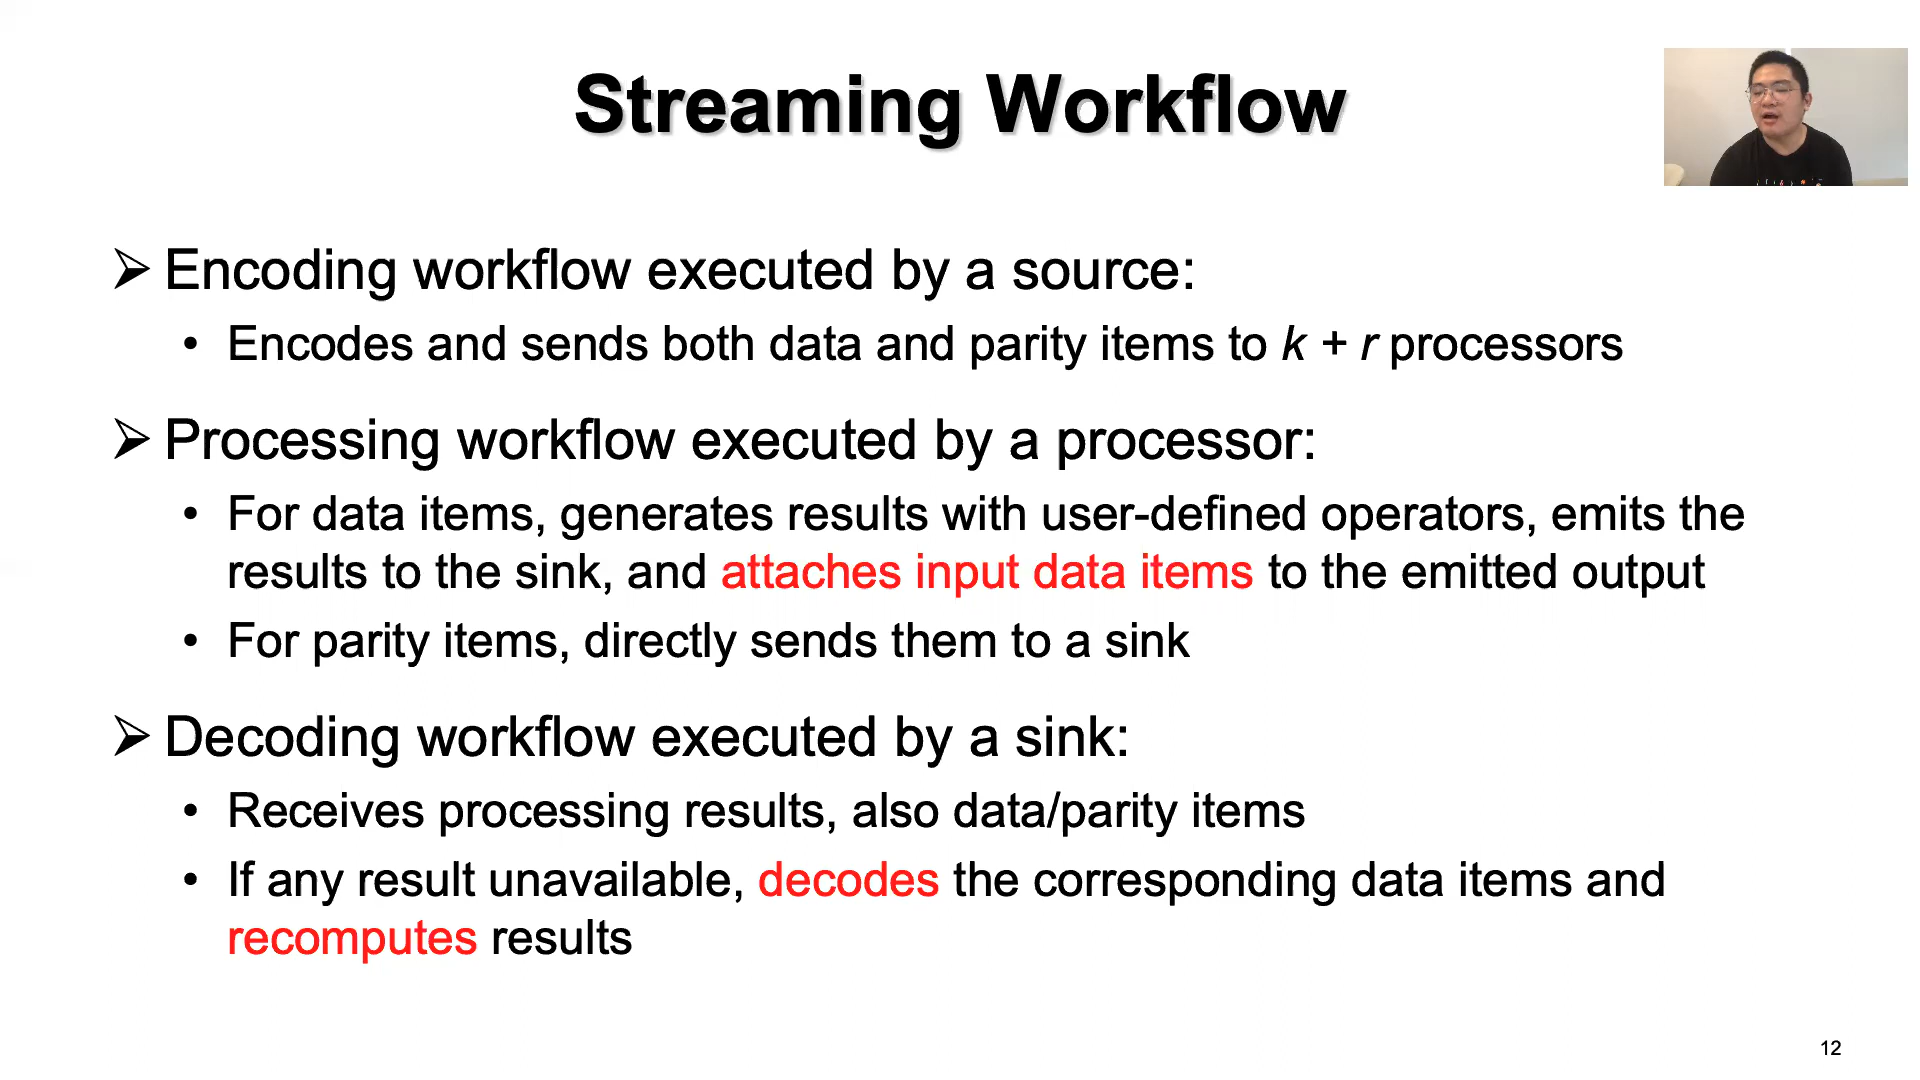 Streaming Workflow
➢ Encoding workflow executed by a source:
• Encodes and sends both data and parity items to k + r processors
➢ Processing workflow executed by a processor:
• For data items, generates results with user-defined operators, emits the
results to the sink, and attaches input data items to the emitted output
• For parity items, directly sends them to a sink
➢ Decoding workflow executed by a sink:
• Receives processing results, also data/parity items
• If any result unavailable, decodes the corresponding data items and
recomputes results
12